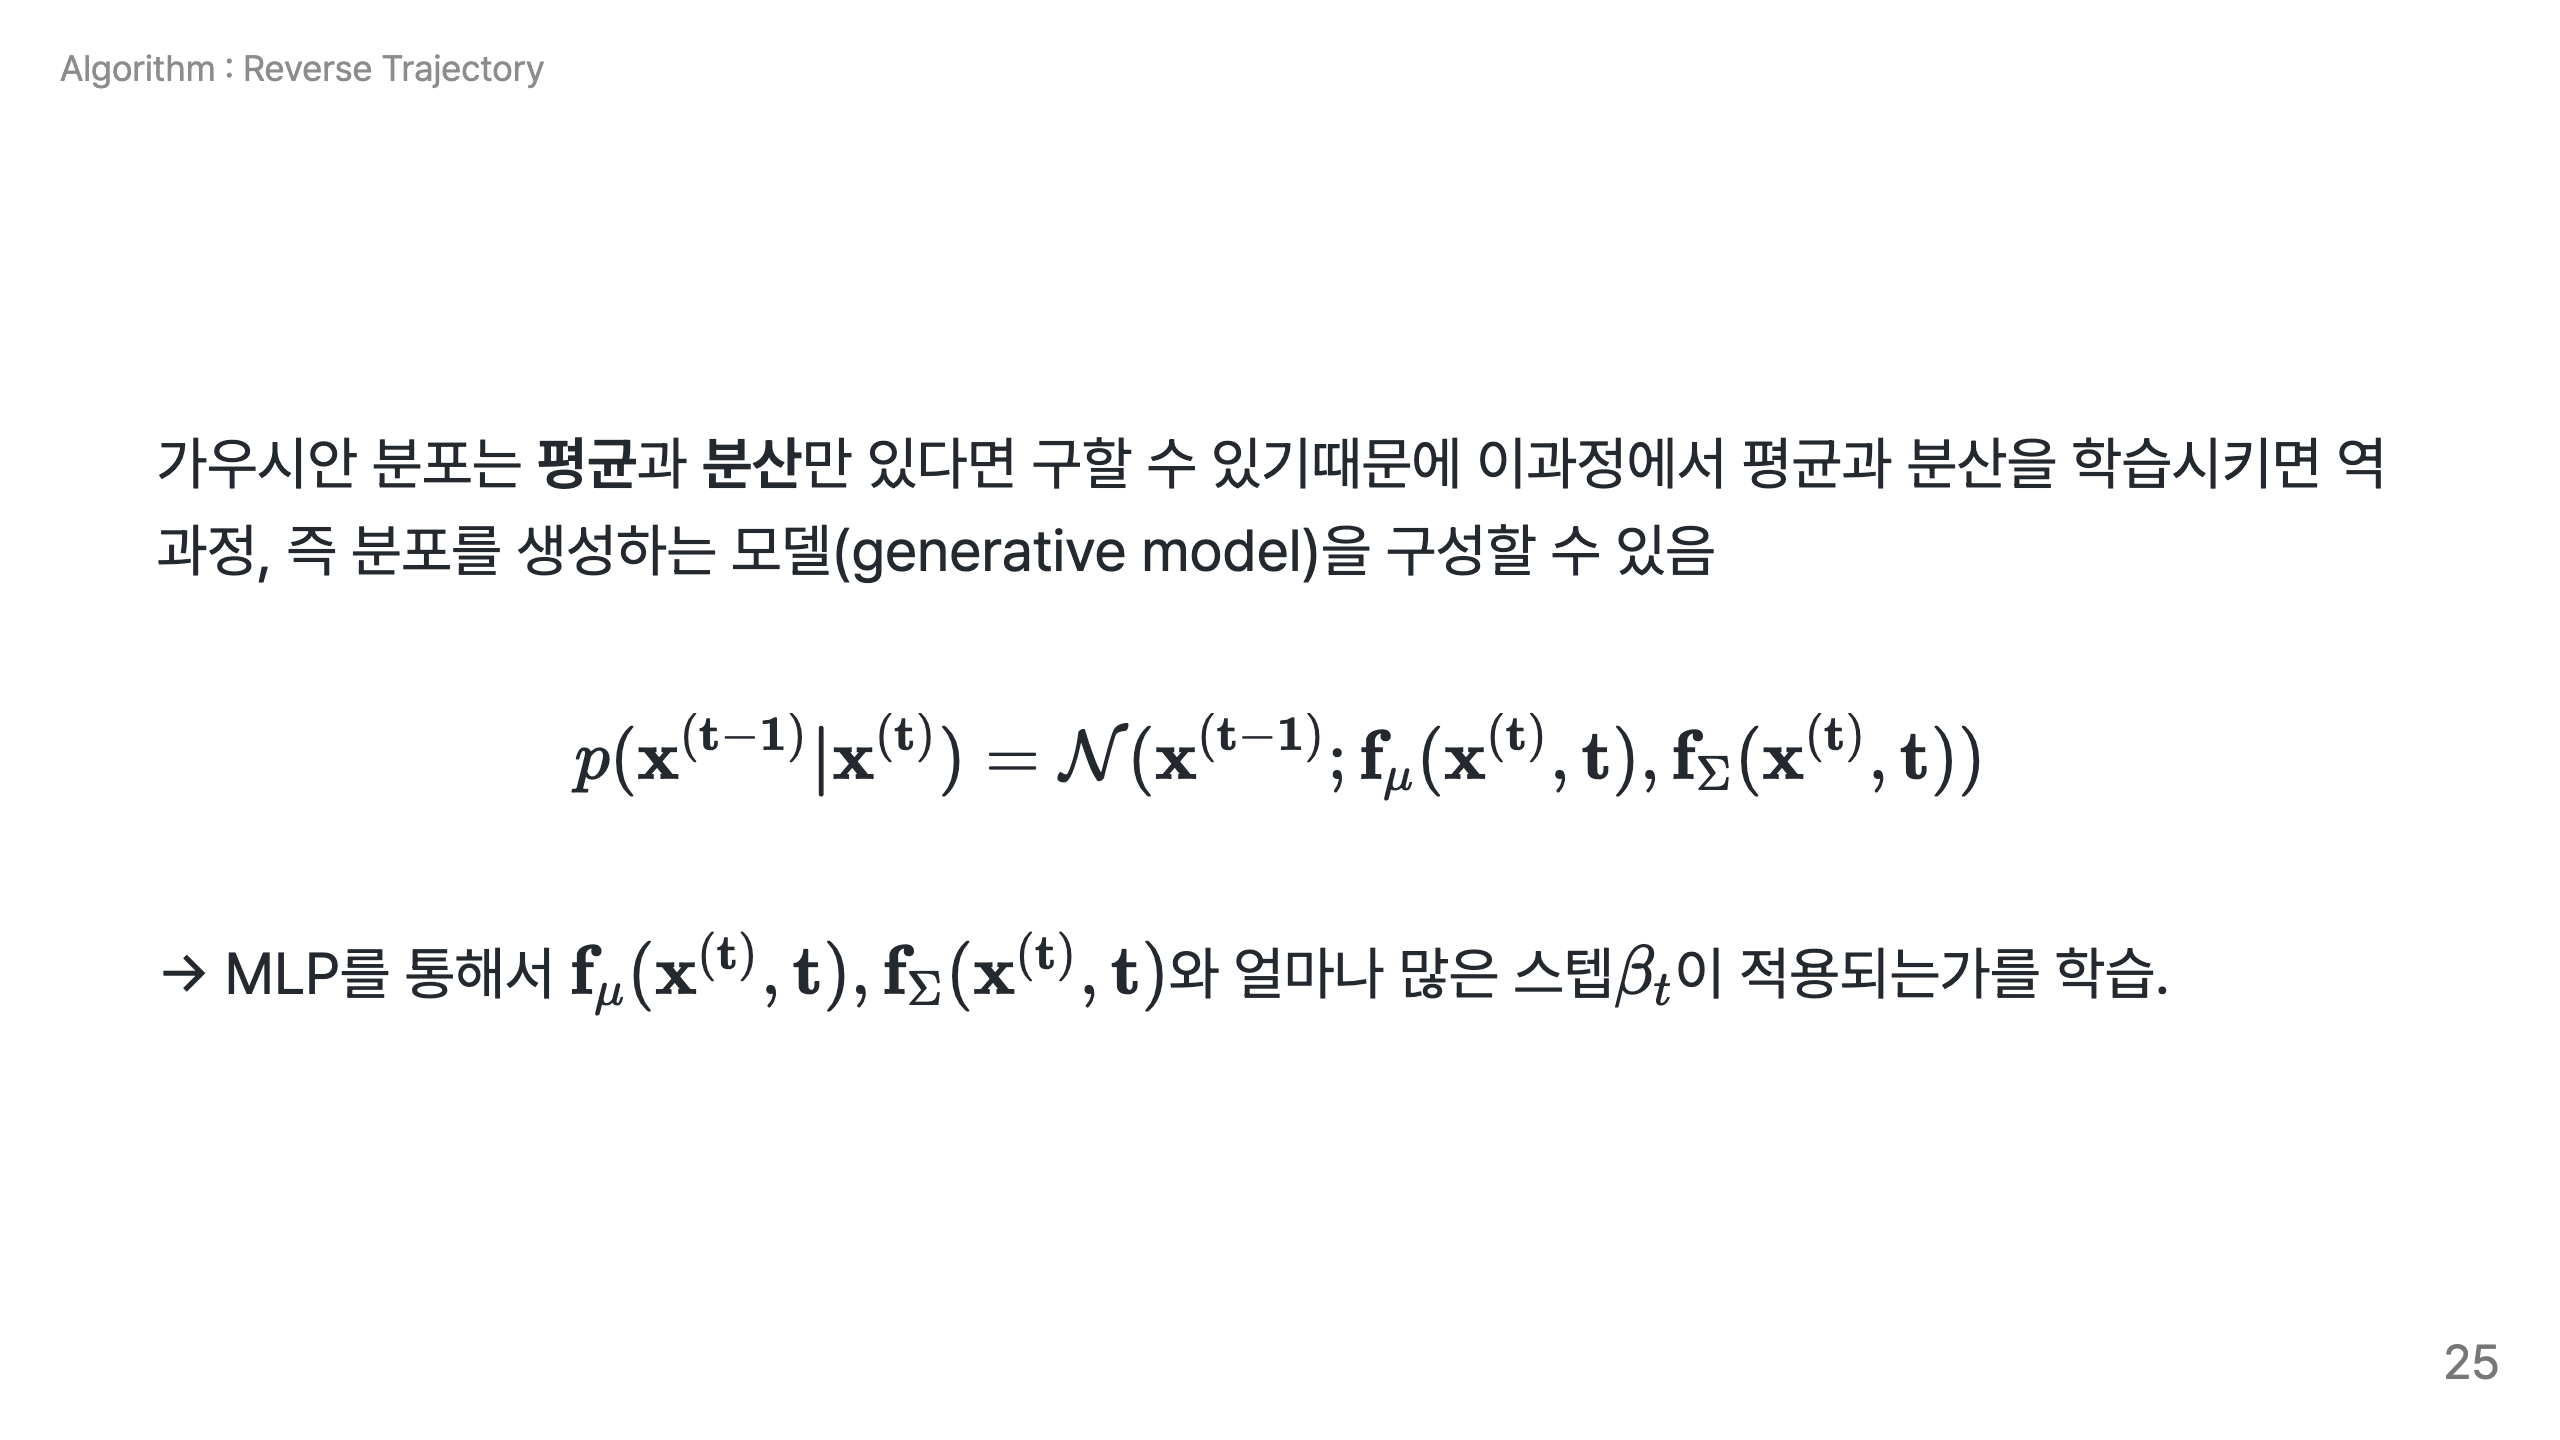 Algorithm : Reverse Trajectory
가우시안 분포는 평균과 분산만 있다면 구할 수 있기때문에 이과정에서 평균과 분산을 학습시키면 역
과정, 즉 분포를 생성하는 모델(generative model)을 구성할 수 있음
p(x^(t−1)|x^(t)) = 𝒩(x^(t−1); f_μ(x^(t), t), f_Σ(x^(t), t))
→ MLP를 통해서 f_μ(x^(t), t), f_Σ(x^(t), t)와 얼마나 많은 스텝β_t이 적용되는가를 학습.
25